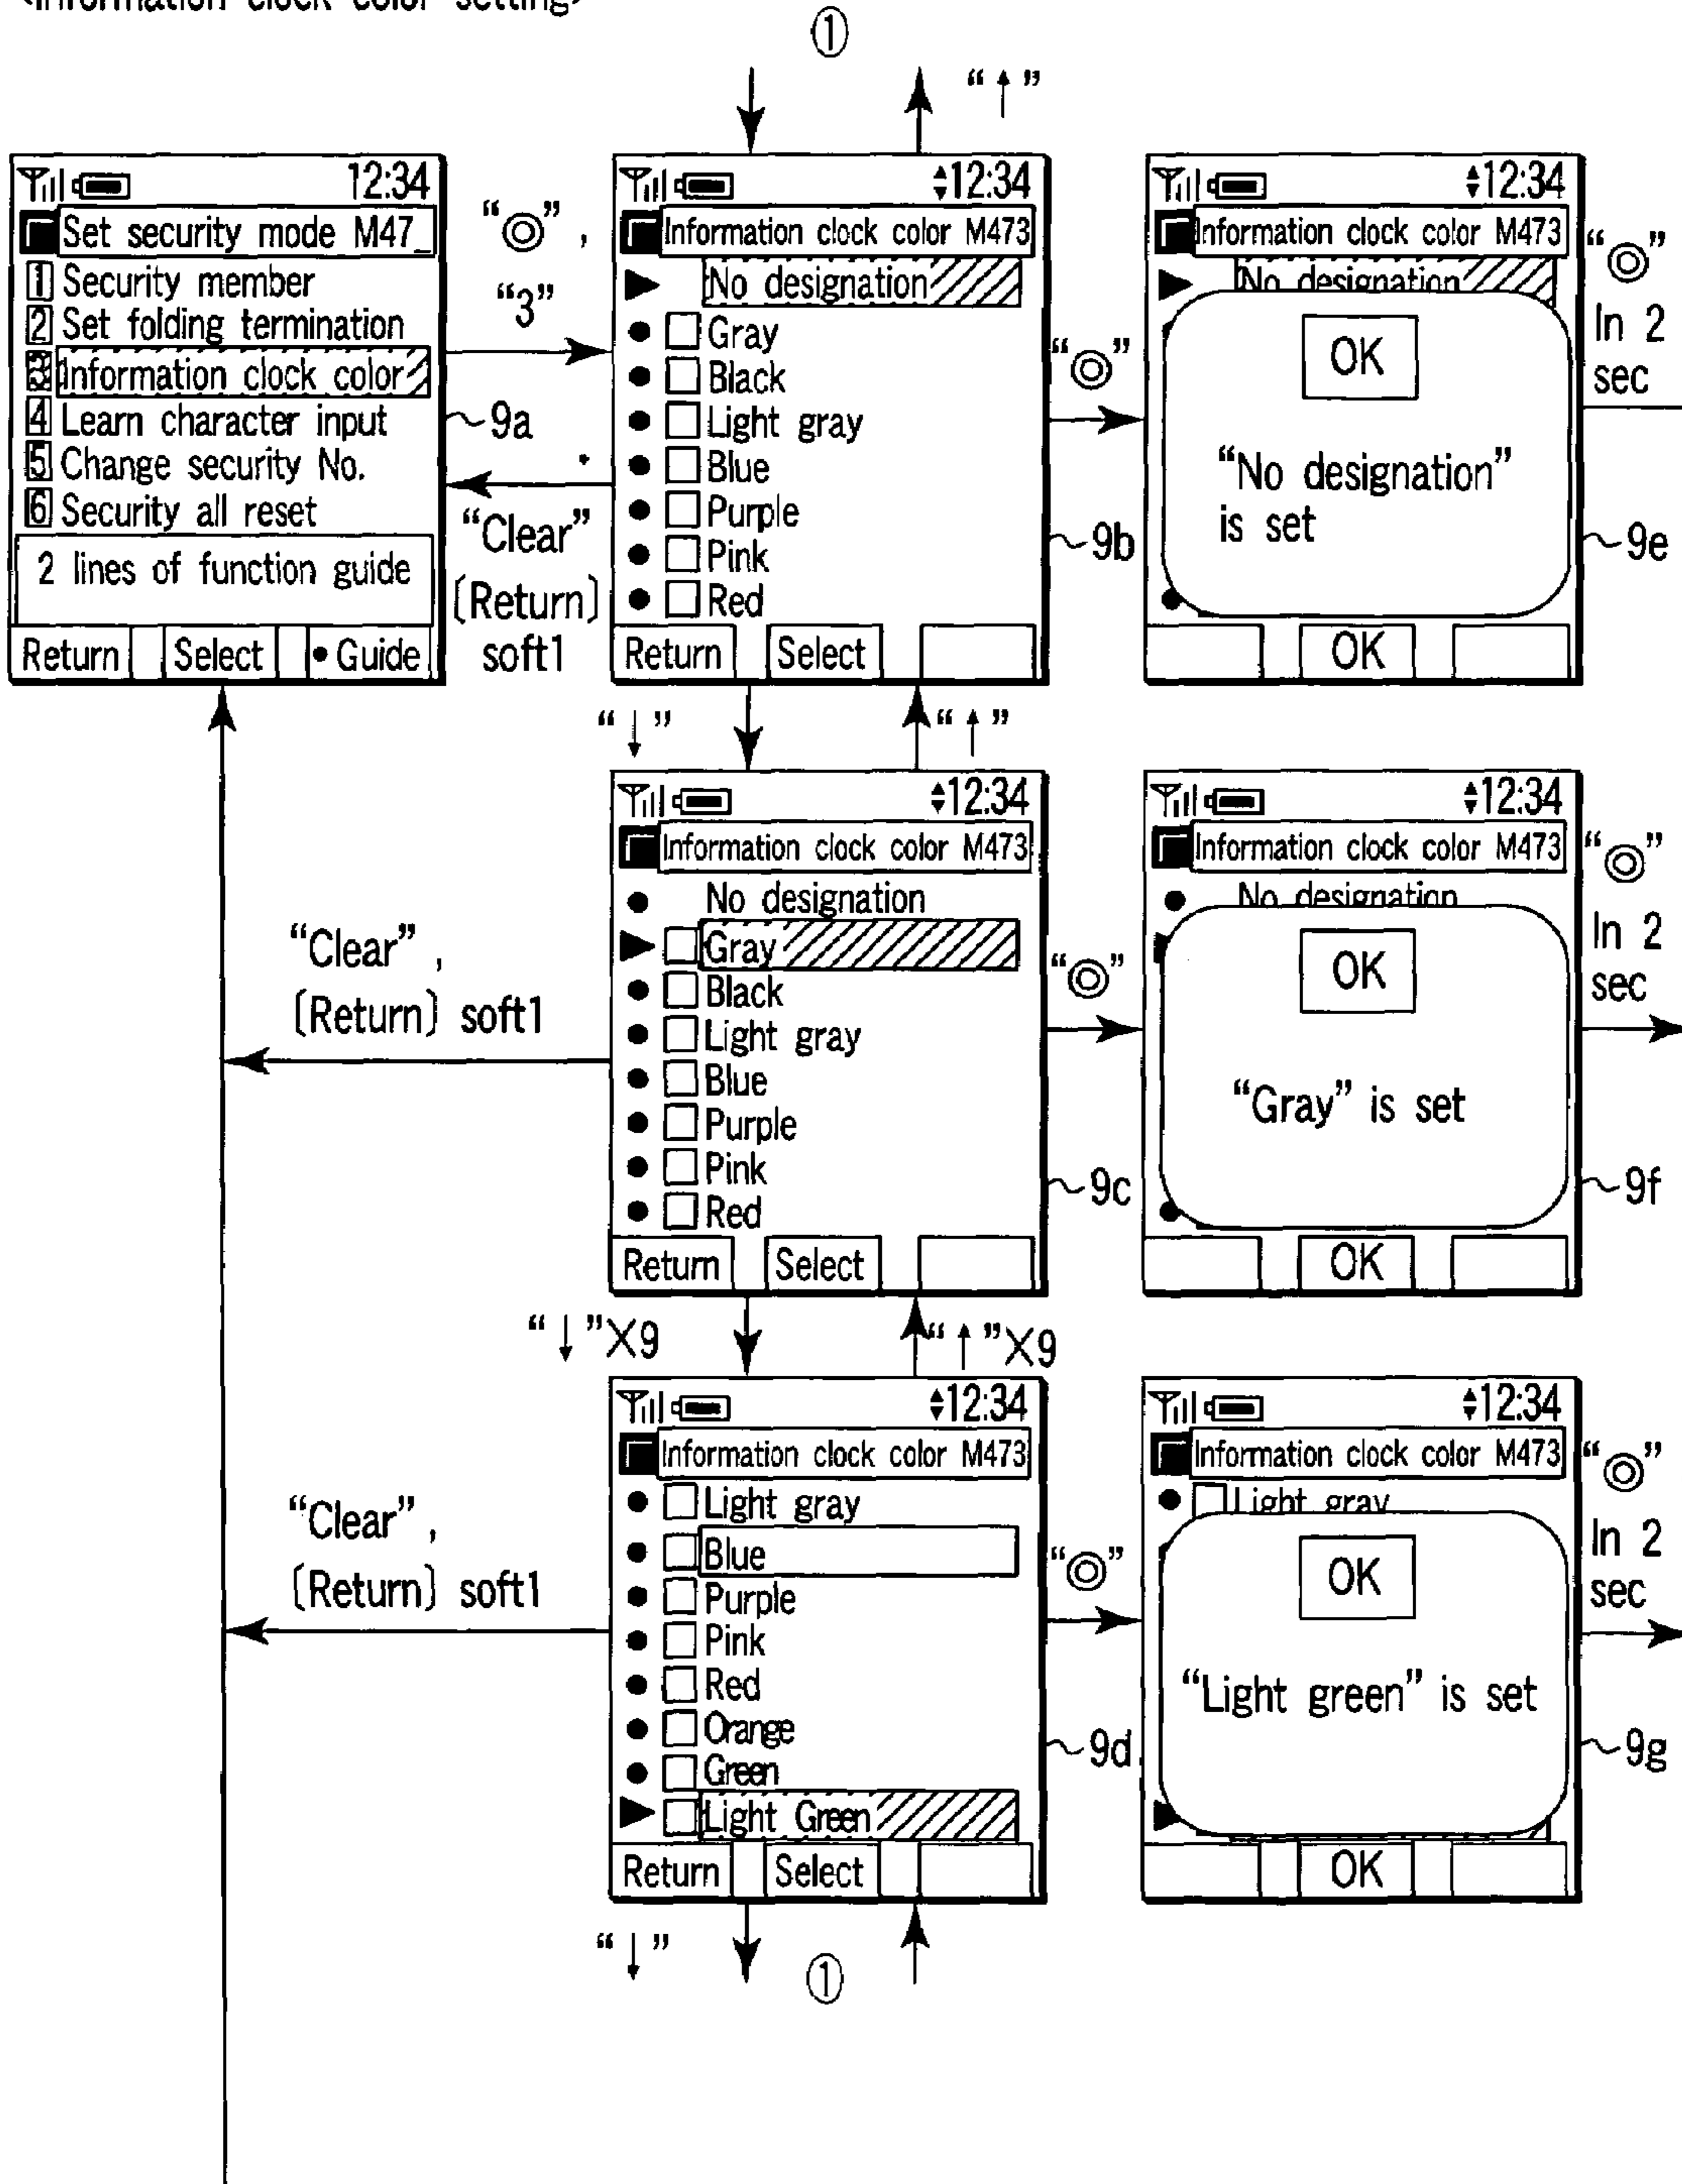 <Information clock color setting>
①
“↑”
12:34
Set security mode M47_
1 Security member
2 Set folding termination
3 Information clock color
4 Learn character input
5 Change security No.
6 Security all reset
2 lines of function guide
Return Select • Guide
9a
“◎” ,
“3”
“Clear”
[Return]
soft1
12:34
Information clock color M473
No designation
Gray
Black
Light gray
Blue
Purple
Pink
Red
Return Select
9b
“◎”
12:34
Information clock color M473
No designation
OK
“No designation”
is set
OK
9e
“◎”
In 2
sec
“↓”
“↑”
“Clear” ,
[Return] soft1
12:34
Information clock color M473
No designation
Gray
Black
Light gray
Blue
Purple
Pink
Red
Return Select
9c
“◎”
12:34
Information clock color M473
No designation
OK
“Gray” is set
OK
9f
“◎”
In 2
sec
“↓”X9
“↑”X9
“Clear” ,
[Return] soft1
12:34
Information clock color M473
Light gray
Blue
Purple
Pink
Red
Orange
Green
Light Green
Return Select
9d
“◎”
12:34
Information clock color M473
Light gray
OK
“Light green” is set
OK
9g
“◎”
In 2
sec
“↓”
①